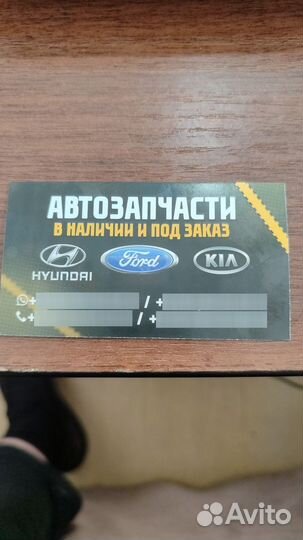 АВТОЗАПЧАСТИ
В НАЛИЧИИ И ПОД ЗАКАЗ
HYUNDAI Ford KIA
+ / +
+ / +
Avito